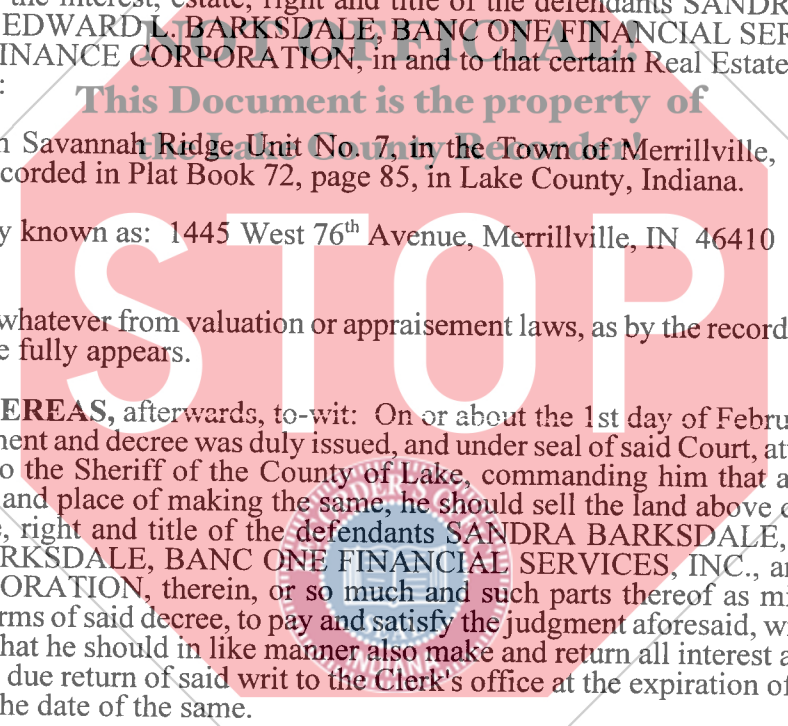 the interest, estate, right and title of the defendants SANDR
EDWARD L. BARKSDALE, BANC ONE FINANCIAL SER
NOT OFFICIAL!
INANCE CORPORATION, in and to that certain Real Estate
:
This Document is the property of
the Lake County Recorder!
n Savannah Ridge Unit No. 7, in the Town of Merrillville,
corded in Plat Book 72, page 85, in Lake County, Indiana.
STOP
y known as: 1445 West 76th Avenue, Merrillville, IN 46410
whatever from valuation or appraisement laws, as by the record
e fully appears.
EREAS, afterwards, to-wit: On or about the 1st day of Febru
nent and decree was duly issued, and under seal of said Court, at
o the Sheriff of the County of Lake, commanding him that a
and place of making the same, he should sell the land above
, right and title of the defendants SANDRA BARKSDALE,
RKSDALE, BANC ONE FINANCIAL SERVICES, INC., a
ORATION, therein, or so much and such parts thereof as mi
rms of said decree, to pay and satisfy the judgment aforesaid, w
hat he should in like manner also make and return all interest a
due return of said writ to the Clerk's office at the expiration of
he date of the same.
SEAL
INDIANA